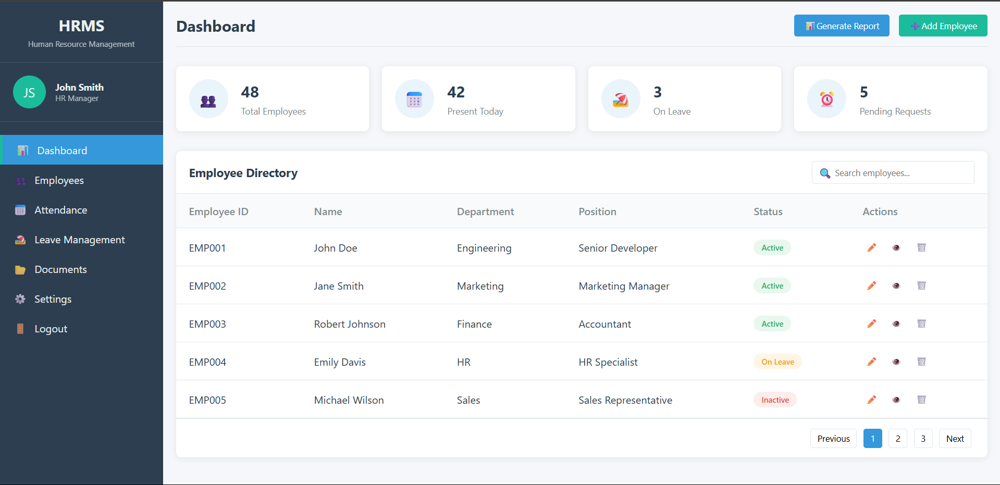 HRMS
Human Resource Management
JS
John Smith
HR Manager
Dashboard
Employees
Attendance
Leave Management
Documents
Settings
Logout
Dashboard
Generate Report
Add Employee
48
Total Employees
42
Present Today
3
On Leave
5
Pending Requests
Employee Directory
Search employees...
Employee ID Name Department Position Status Actions
EMP001 John Doe Engineering Senior Developer Active
EMP002 Jane Smith Marketing Marketing Manager Active
EMP003 Robert Johnson Finance Accountant Active
EMP004 Emily Davis HR HR Specialist On Leave
EMP005 Michael Wilson Sales Sales Representative Inactive
Previous 1 2 3 Next